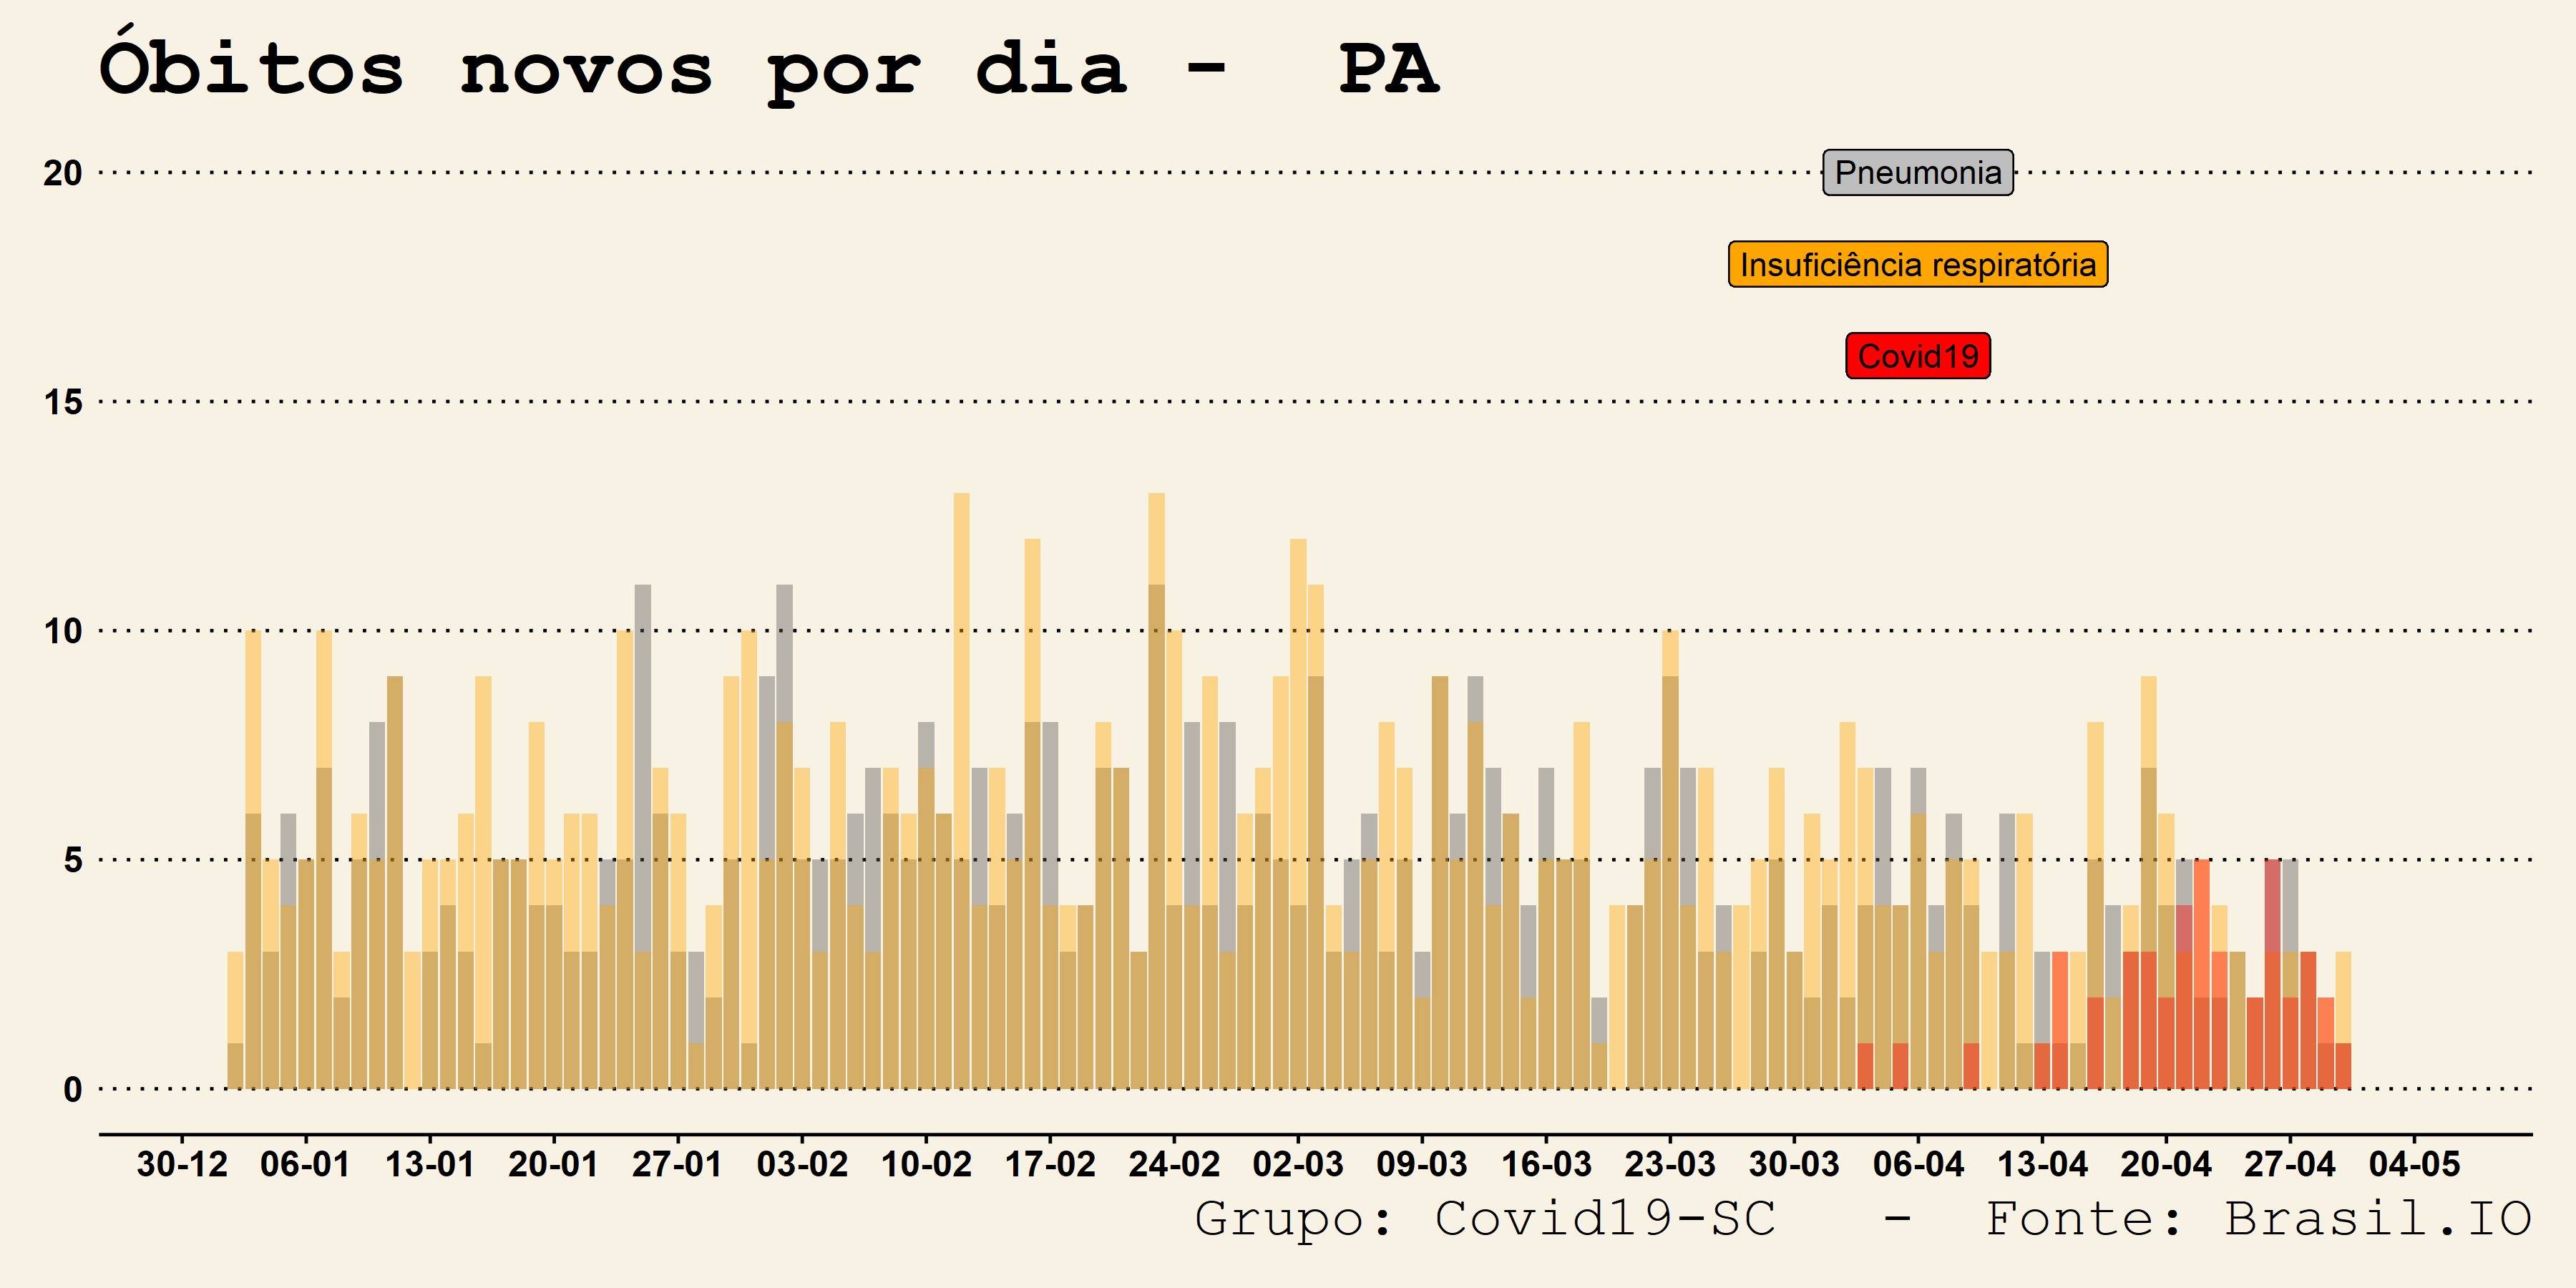 Óbitos novos por dia - PA
20
Pneumonia
Insuficiência respiratória
Covid19
15
10
5
0
30-12 06-01 13-01 20-01 27-01 03-02 10-02 17-02 24-02 02-03 09-03 16-03 23-03 30-03 06-04 13-04 20-04 27-04 04-05
Grupo: Covid19-SC - Fonte: Brasil.IO